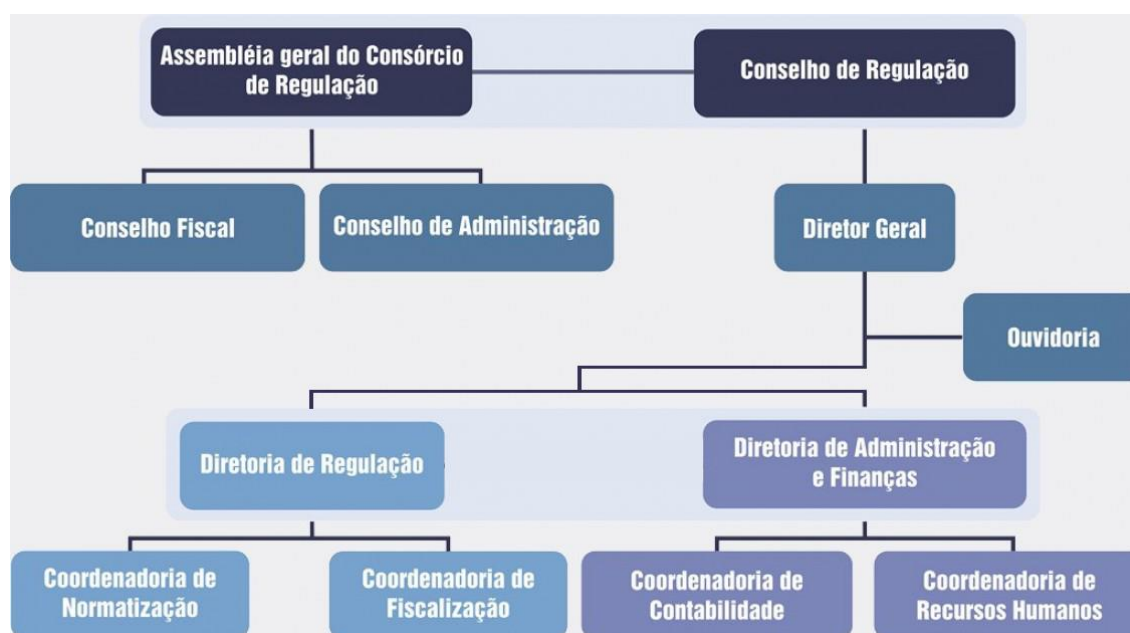 Assembléia geral do Consórcio
de Regulação
Conselho de Regulação
Conselho Fiscal
Conselho de Administração
Diretor Geral
Ouvidoria
Diretoria de Regulação
Diretoria de Administração
e Finanças
Coordenadoria de
Normatização
Coordenadoria de
Fiscalização
Coordenadoria de
Contabilidade
Coordenadoria de
Recursos Humanos